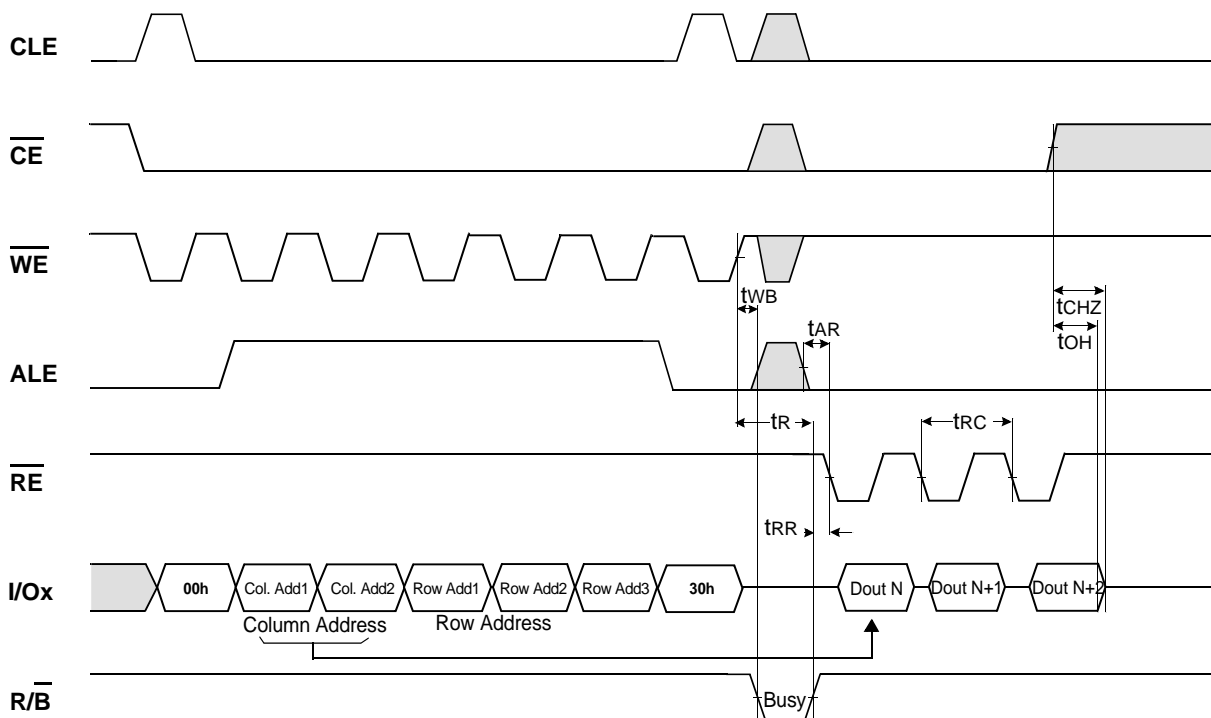 CLE
CE
WE
tWB
tCHZ
tAR
tOH
ALE
tR
tRC
RE
tRR
I/Ox
00h
Col. Add1
Col. Add2
Row Add1
Row Add2
Row Add3
30h
Dout N
Dout N+1
Dout N+2
Column Address
Row Address
R/B
Busy